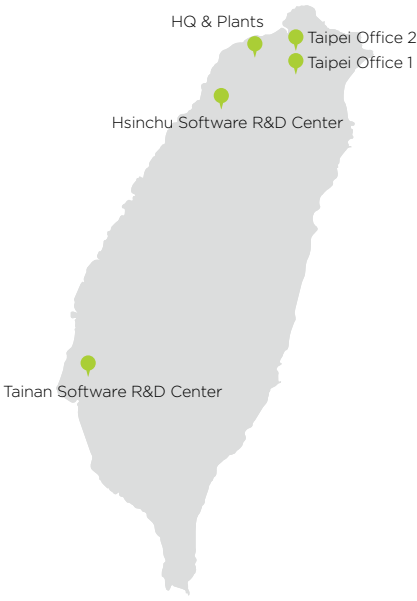 HQ & Plants
Taipei Office 2
Taipei Office 1
Hsinchu Software R&D Center
Tainan Software R&D Center